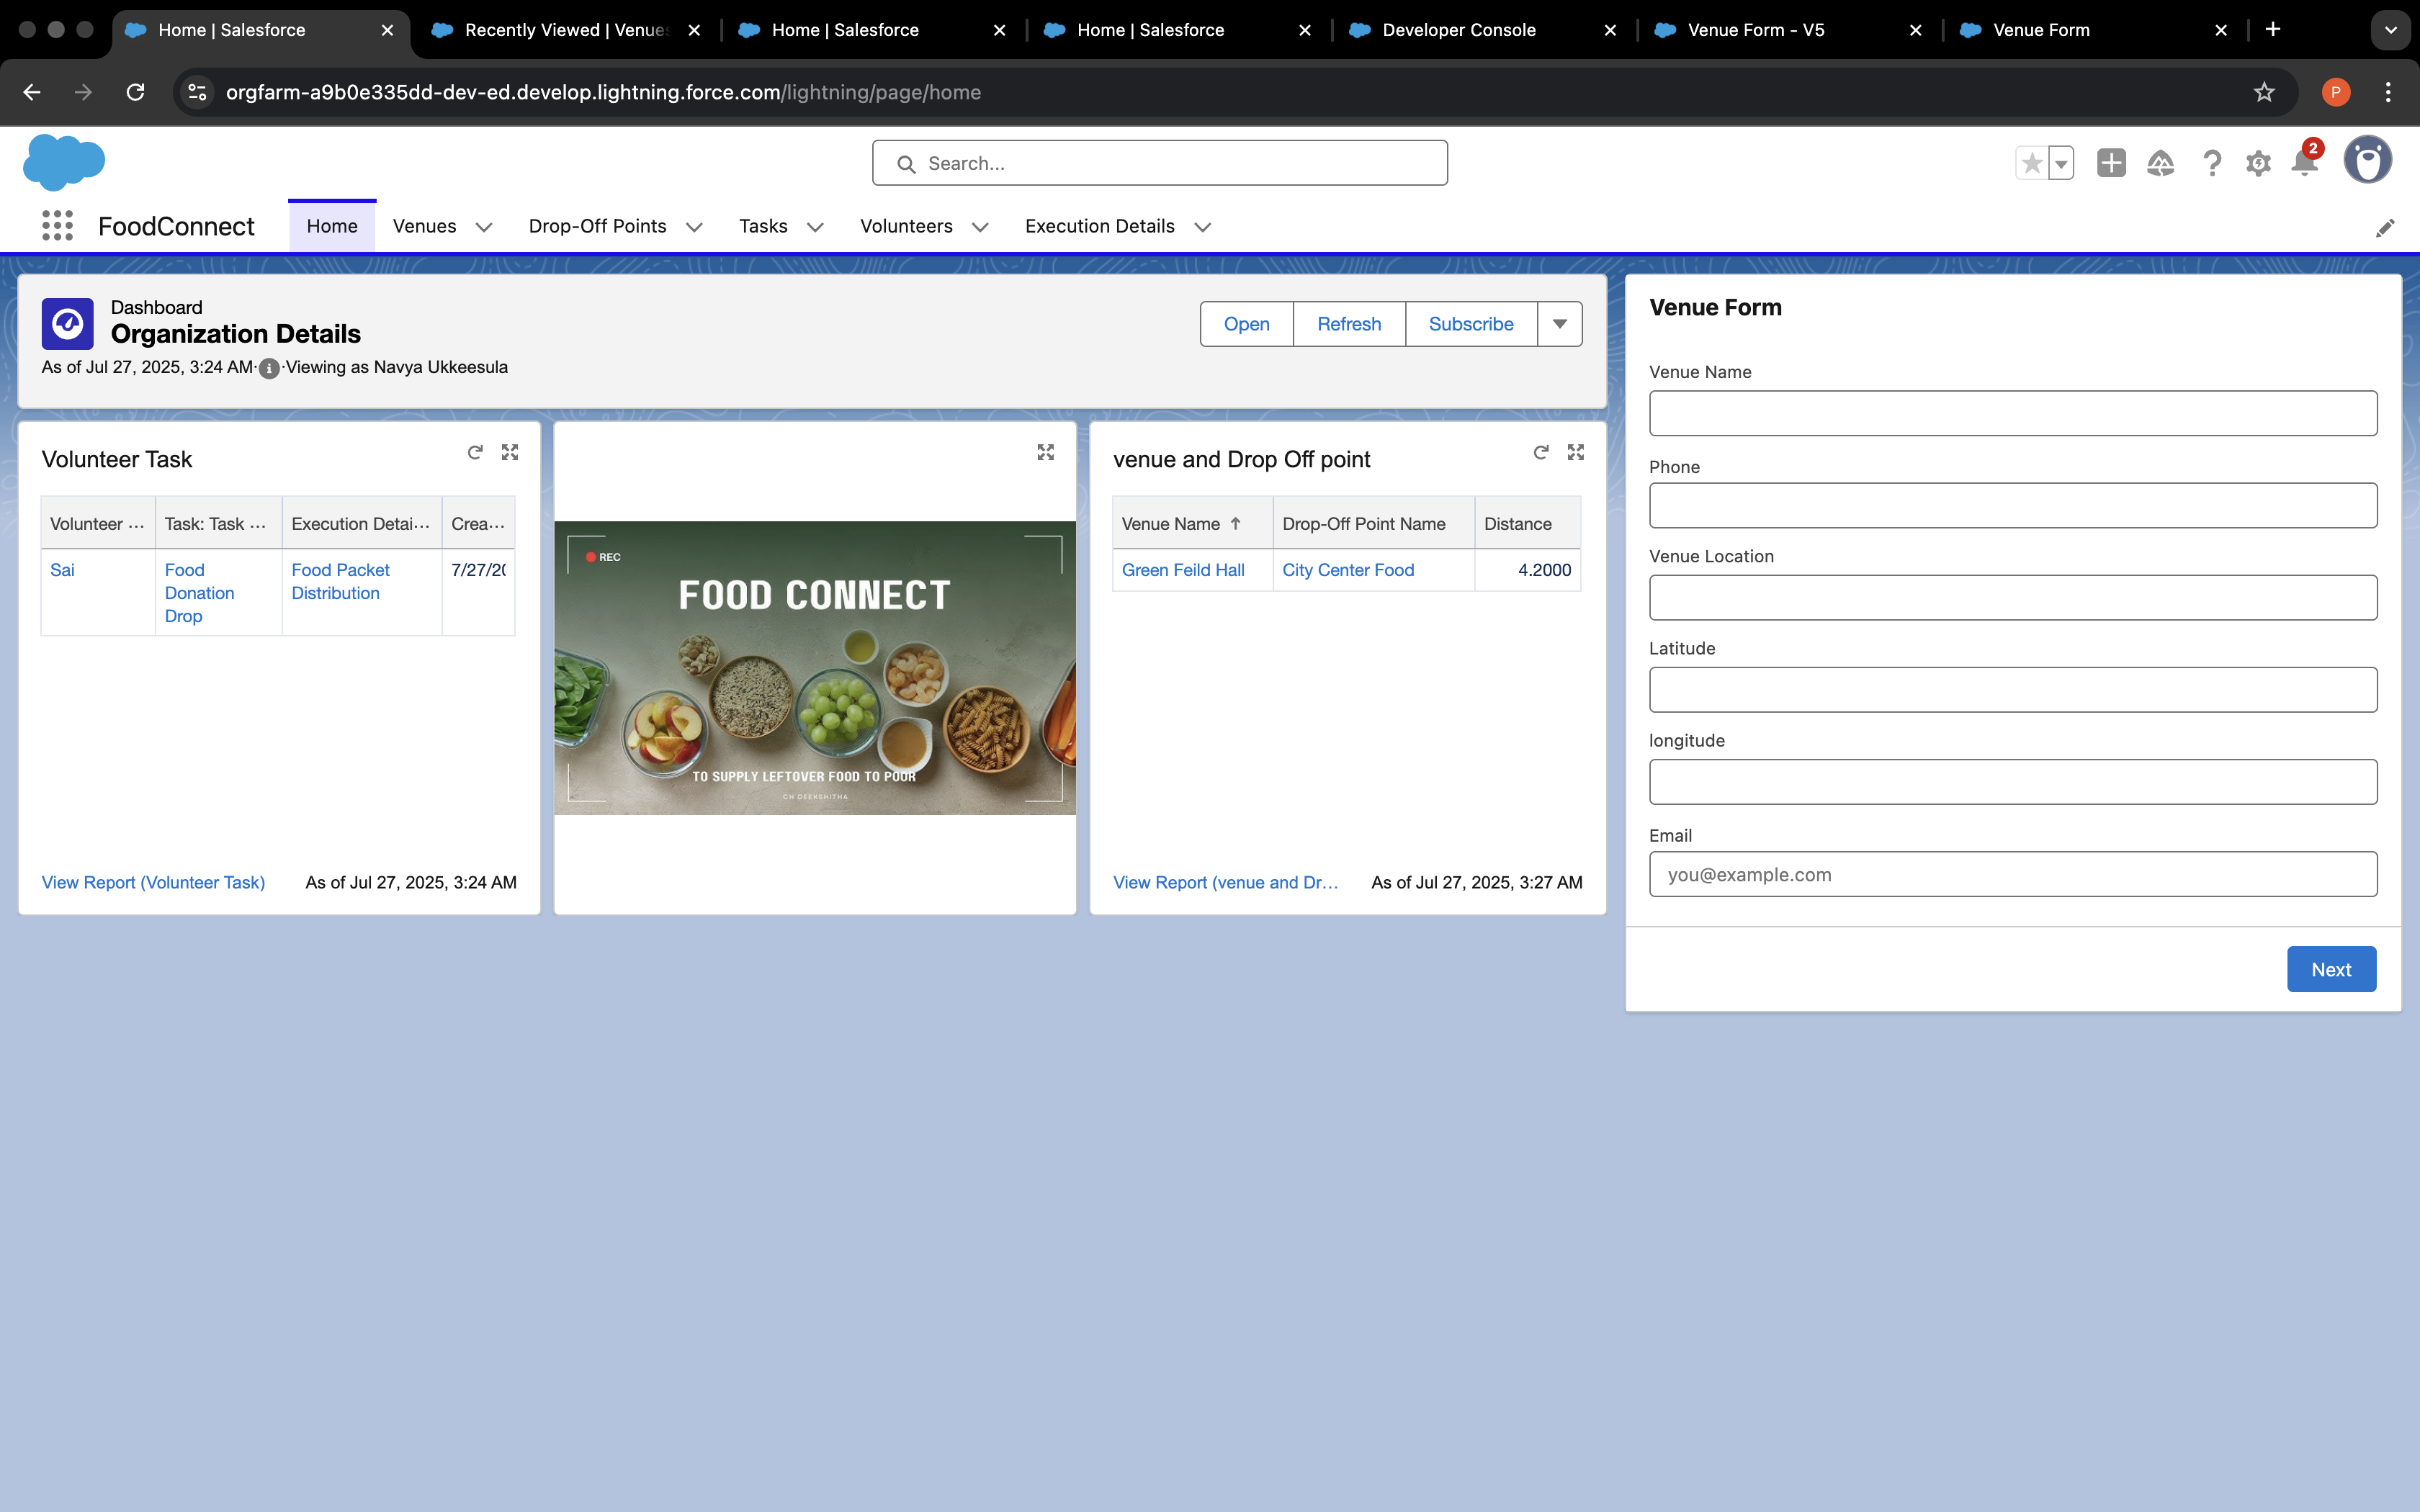 Home | Salesforce
Recently Viewed | Venues
Home | Salesforce
Home | Salesforce
Developer Console
Venue Form - V5
Venue Form
orgfarm-a9b0e335dd-dev-ed.develop.lightning.force.com/lightning/page/home
P
Search...
2
FoodConnect
Home
Venues
Drop-Off Points
Tasks
Volunteers
Execution Details
Dashboard
Organization Details
As of Jul 27, 2025, 3:24 AM·Viewing as Navya Ukkeesula
Open
Refresh
Subscribe
Volunteer Task
Volunteer ...
Task: Task ...
Execution Detai...
Crea...
Sai
Food
Donation
Drop
Food Packet
Distribution
7/27/20
View Report (Volunteer Task)
As of Jul 27, 2025, 3:24 AM
REC
FOOD CONNECT
TO SUPPLY LEFTOVER FOOD TO POOR
CH DEEKSHITHA
venue and Drop Off point
Venue Name ↑
Drop-Off Point Name
Distance
Green Feild Hall
City Center Food
4.2000
View Report (venue and Dr...
As of Jul 27, 2025, 3:27 AM
Venue Form
Venue Name
Phone
Venue Location
Latitude
longitude
Email
you@example.com
Next